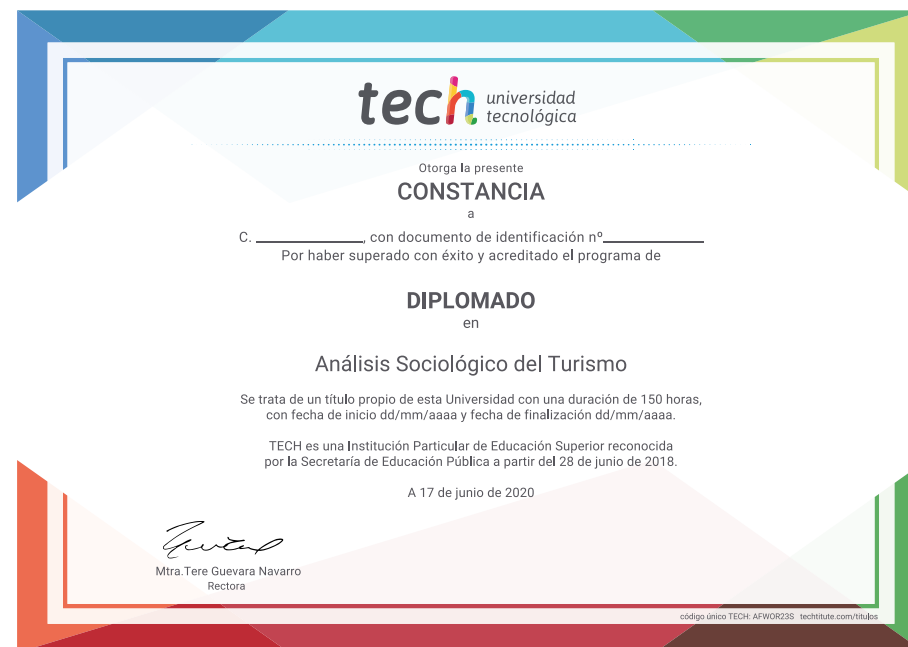 tech universidad
tecnológica
Otorga la presente
CONSTANCIA
a
C. ____________, con documento de identificación nº____________
Por haber superado con éxito y acreditado el programa de
DIPLOMADO
en
Análisis Sociológico del Turismo
Se trata de un título propio de esta Universidad con una duración de 150 horas,
con fecha de inicio dd/mm/aaaa y fecha de finalización dd/mm/aaaa.
TECH es una Institución Particular de Educación Superior reconocida
por la Secretaría de Educación Pública a partir del 28 de junio de 2018.
A 17 de junio de 2020
Mtra.Tere Guevara Navarro
Rectora
código único TECH: AFWOR23S techtitute.com/titulos